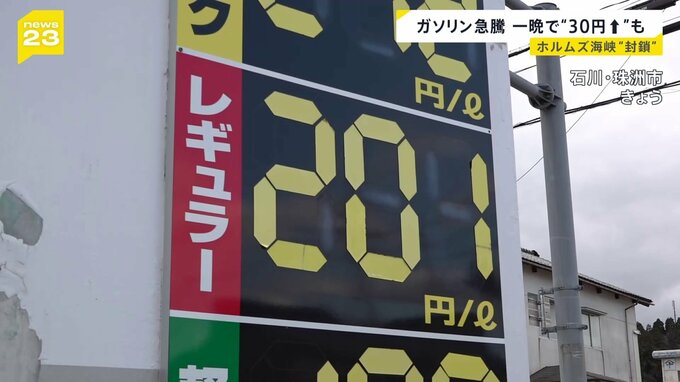 news
23
ガソリン急騰 一晩で“30円⬆”も
ホルムズ海峡“封鎖”
石川・珠洲市
きょう
ク
円/ℓ
レギュラー
201
円/ℓ
軽